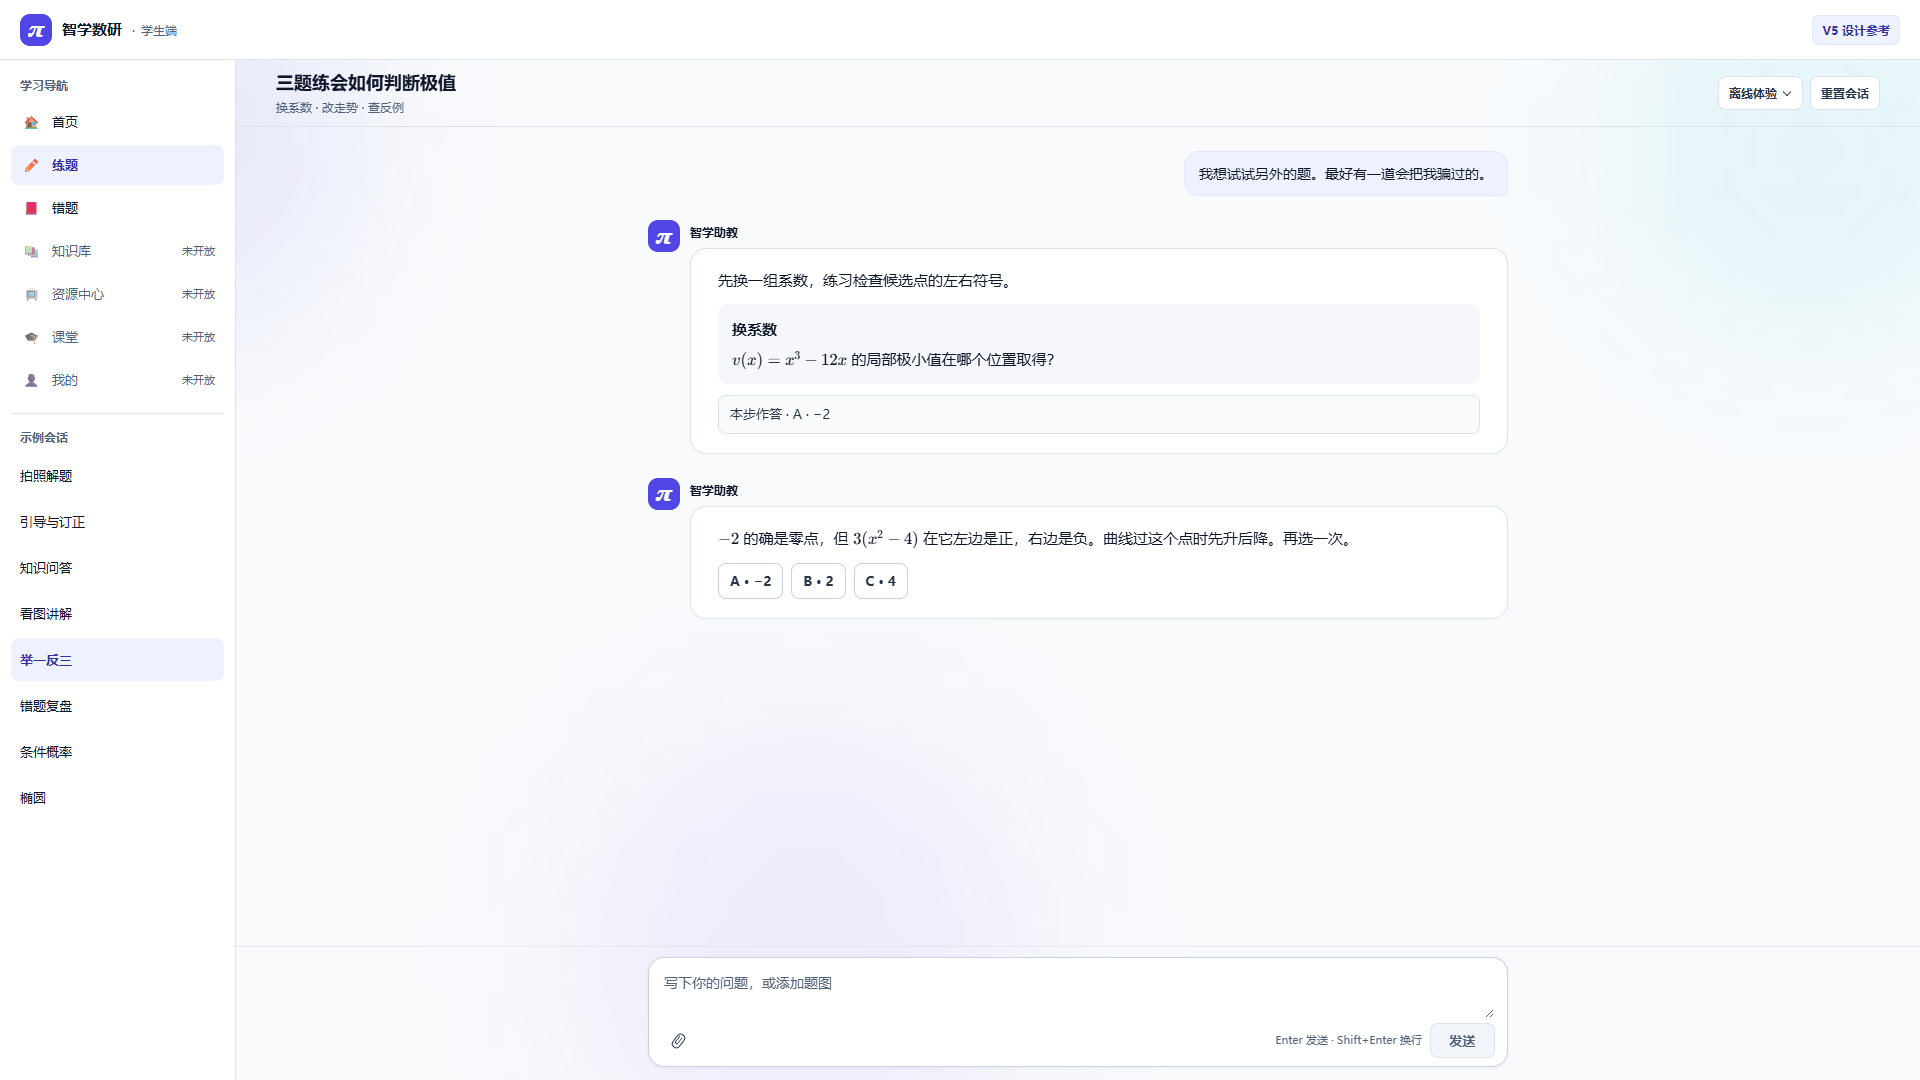 π 智学数研 · 学生端
V5 设计参考
学习导航
首页
练题
错题
知识库 未开放
资源中心 未开放
课堂 未开放
我的 未开放
示例会话
拍照解题
引导与订正
知识问答
看图讲解
举一反三
错题复盘
条件概率
椭圆
三题练会如何判断极值
换系数 · 改走势 · 查反例
离线体验
重置会话
我想试试另外的题。最好有一道会把我骗过的。
π 智学助教
先换一组系数，练习检查候选点的左右符号。
换系数
v(x) = x³ − 12x 的局部极小值在哪个位置取得？
本步作答 · A · −2
π 智学助教
−2 的确是零点，但 3(x² − 4) 在它左边是正，右边是负。曲线过这个点时先升后降。再选一次。
A • −2
B • 2
C • 4
写下你的问题，或添加题图
Enter 发送 · Shift+Enter 换行
发送